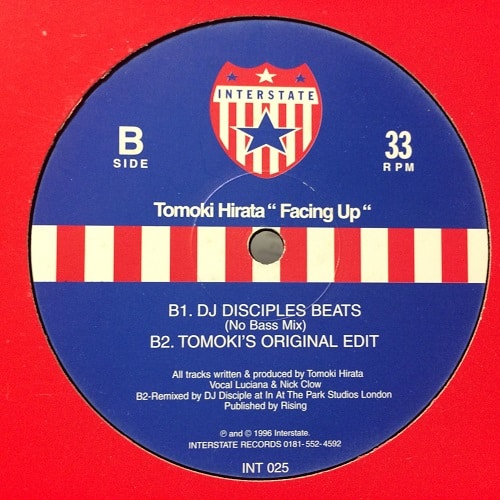 INTERSTATE
B
SIDE
33
RPM
Tomoki Hirata “ Facing Up “
B1. DJ DISCIPLES BEATS
(No Bass Mix)
B2. TOMOKI'S ORIGINAL EDIT
All tracks written & produced by Tomoki Hirata
Vocal Luciana & Nick Clow
B2-Remixed by DJ Disciple at In At The Park Studios London
Published by Rising
℗ and © 1996 Interstate.
INTERSTATE RECORDS 0181- 552- 4592
INT 025